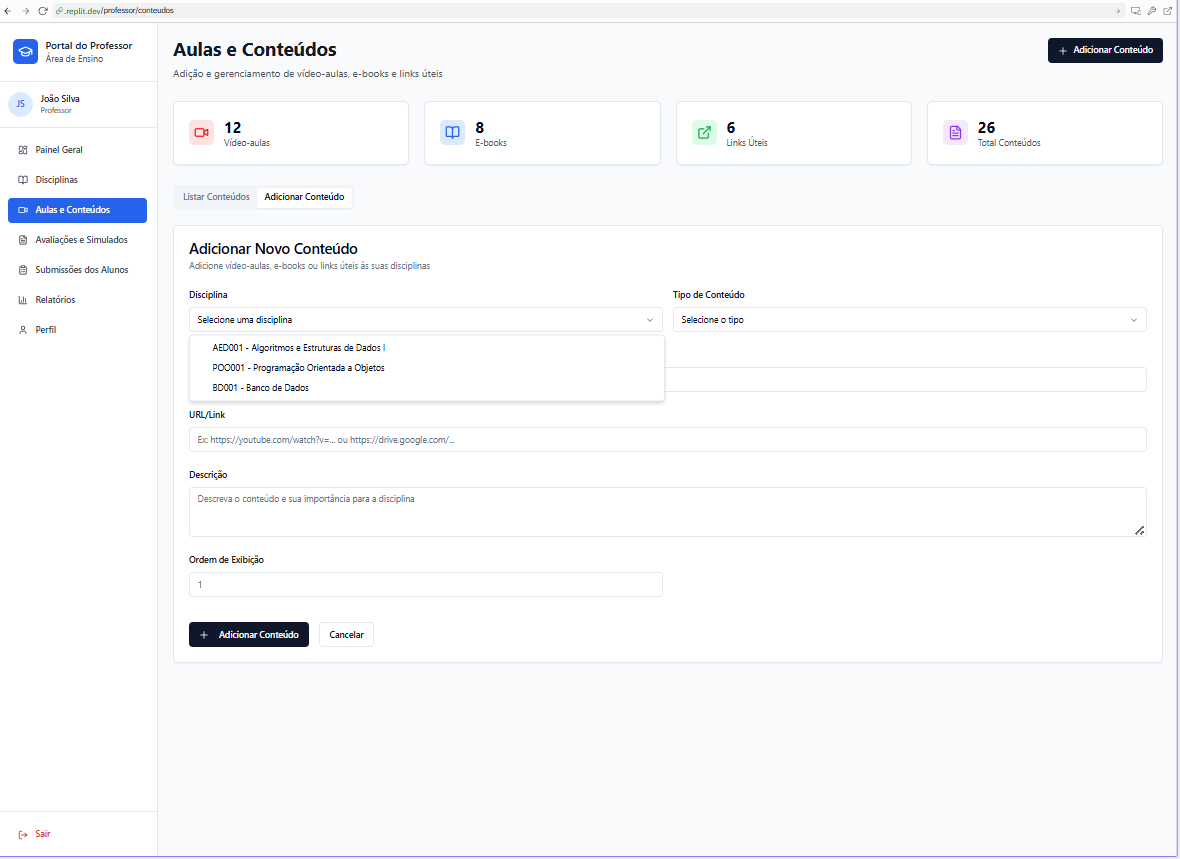 .replit.dev/professor/conteudos
Portal do Professor
Área de Ensino
JS
João Silva
Professor
Painel Geral
Disciplinas
Aulas e Conteúdos
Avaliações e Simulados
Submissões dos Alunos
Relatórios
Perfil
Sair
Aulas e Conteúdos
Adição e gerenciamento de vídeo-aulas, e-books e links úteis
Adicionar Conteúdo
12
Vídeo-aulas
8
E-books
6
Links Úteis
26
Total Conteúdos
Listar Conteúdos
Adicionar Conteúdo
Adicionar Novo Conteúdo
Adicione vídeo-aulas, e-books ou links úteis às suas disciplinas
Disciplina
Selecione uma disciplina
Tipo de Conteúdo
Selecione o tipo
AED001 - Algoritmos e Estruturas de Dados I
POO001 - Programação Orientada a Objetos
BD001 - Banco de Dados
URL/Link
Ex: https://youtube.com/watch?v=... ou https://drive.google.com/...
Descrição
Descreva o conteúdo e sua importância para a disciplina
Ordem de Exibição
1
Adicionar Conteúdo
Cancelar